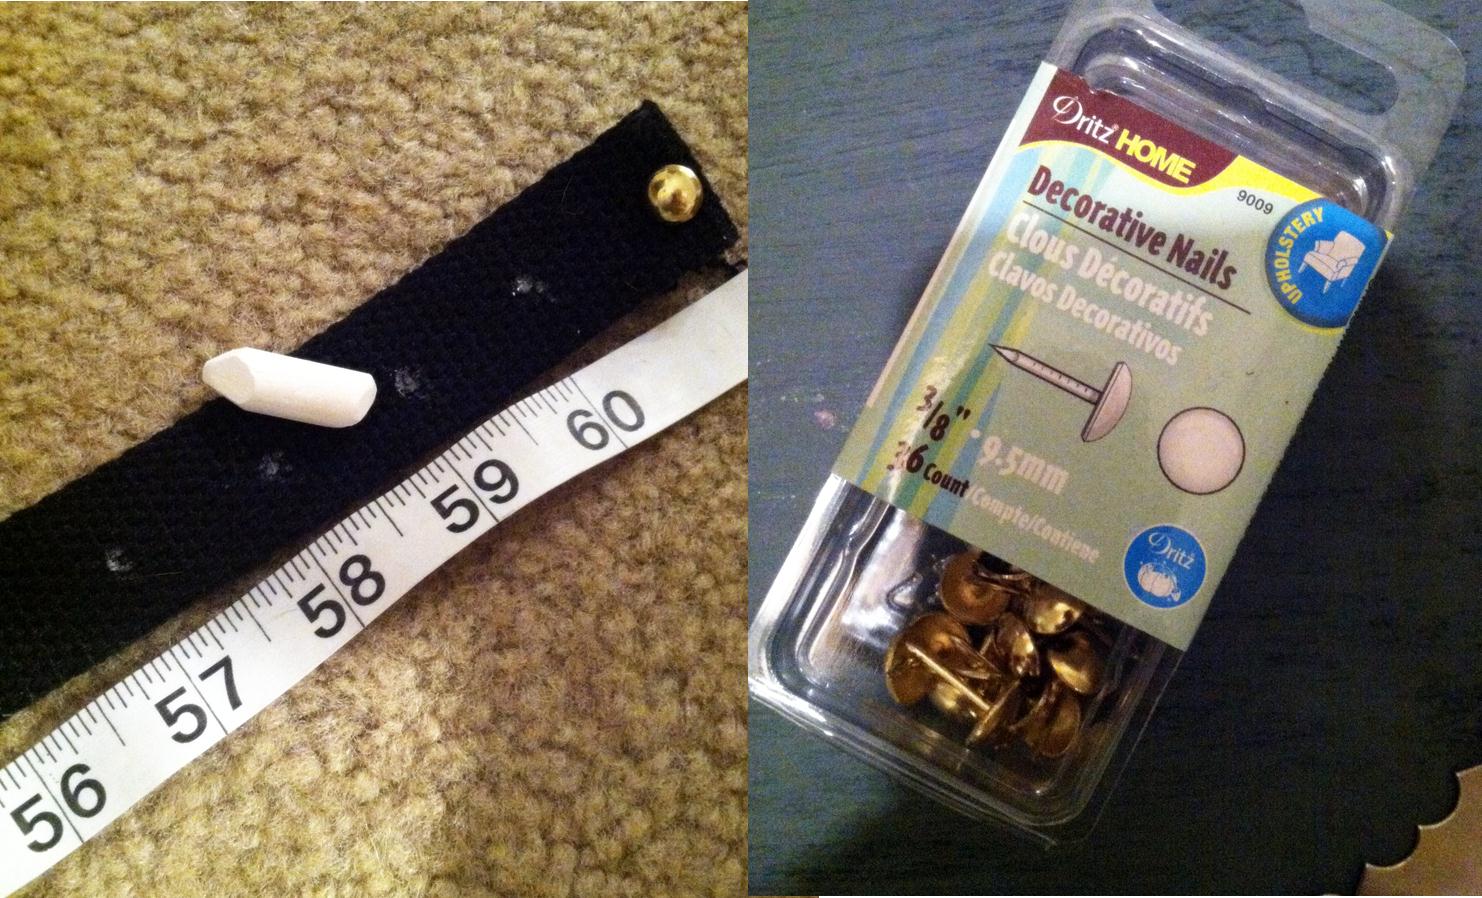 56 57 58 59 60
Dritz HOME
9009
UPHOLSTERY
Decorative Nails
Clous Décoratifs
Clavos Decorativos
3/8" • 9.5mm
36 Count/Compte/Contiene
Dritz